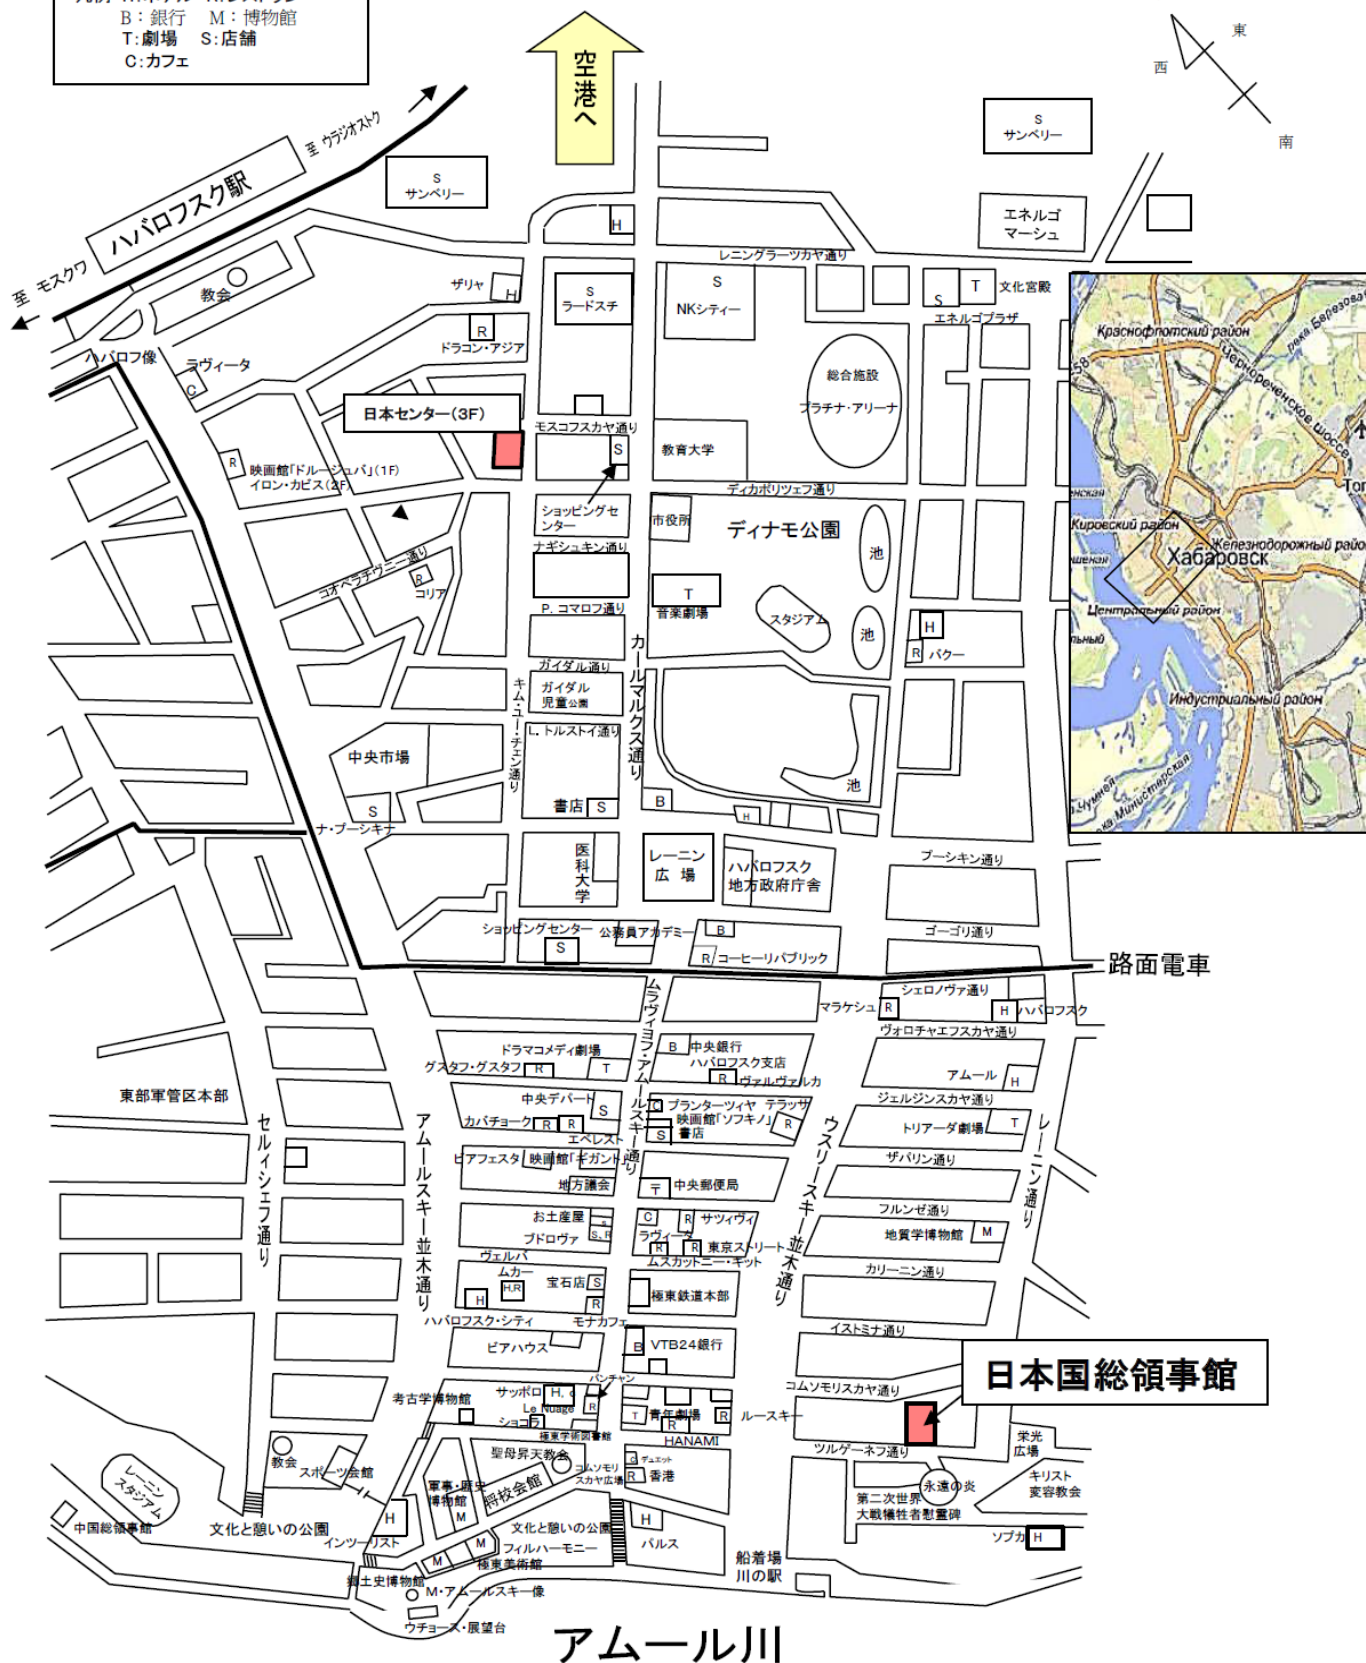 B：銀行　M：博物館
T：劇場　S：店舗
C：カフェ
空港へ
東
西
南
至 ウラジオストク
ハバロフスク駅
至 モスクワ
S
サンベリー
S
サンベリー
エネルゴ
マーシュ
H
レニングラーツカヤ通り
教会
ザリャ
H
S
ラードスチ
S
NKシティー
S
T
文化宮殿
エネルゴプラザ
R
ドラコン・アジア
ハバロフ像
ラヴィータ
C
総合施設
プラチナ・アリーナ
日本センター(3F)
モスコフスカヤ通り
S
教育大学
R
映画館｢ドルージュバ｣(1F)
イロン・カビス(2F)
ディカポリツェフ通り
ショッピングセ
ンター
市役所
ディナモ公園
池
ナギシュキン通り
コオペラチヴニー通り
R
コリア
T
音楽劇場
P. コマロフ通り
スタジアム
池
H
R
バクー
カールマルクス通り
ガイダル通り
キム・ユー・チェン通り
ガイダル
児童公園
L. トルストイ通り
中央市場
池
S
ナ・プーシキナ
書店
S
B
H
医科大学
レーニン
広 場
ハバロフスク
地方政府庁舎
プーシキン通り
ショッピングセンター
S
公務員アカデミー
B
R
コーヒーリパブリック
ゴーゴリ通り
路面電車
シェロノヴァ通り
マラケシュ
R
H
ハバロフスク
ヴォロチャエフスカヤ通り
ムラヴィヨフ・アムールスキー通り
ドラマコメディ劇場
グスタフ・グスタフ
R
T
B
中央銀行
ハバロフスク支店
R
ヴァルヴァルカ
アムール
H
東部軍管区本部
ジェルジンスカヤ通り
中央デパート
S
カバチョーク
R
R
エベレスト
C
プランターツィヤ
テラッサ
映画館｢ソフキノ｣
R
S
書店
トリアーダ劇場
T
セルィシェフ通り
アムールスキー並木通り
ウスリースキー並木通り
レーニン通り
ピアフェスタ
映画館｢ギガント｣
ザパリン通り
地方議会
〒
中央郵便局
フルンゼ通り
お土産屋
S
ブドロヴァ
S、R
C
R
サツィヴィ
ラヴィータ
R
R
東京ストリート
ムスカットニー・キット
地質学博物館
M
カリーニン通り
ヴェルバ
ムカー
H,R
宝石店
S
H
R
極東鉄道本部
ハバロフスク・シティ
モナカフェ
イストミナ通り
ビアハウス
B
VTB24銀行
日本国総領事館
バンチャン
考古学博物館
サッポロ
H, c
Le Nuage
R
ショコラ
極東学術図書館
T
青年劇場
R
R
ルースキー
HANAMI
コムソモリスカヤ通り
ツルゲーネフ通り
栄光
広場
教会
スポーツ会館
聖母昇天教会
コムソモリ
スカヤ広場
C
デュエット
R
香港
永遠の炎
キリスト
変容教会
第二次世界
大戦犠牲者慰霊碑
レーニン
スタジアム
軍事・歴史
博物館
M
将校会館
中国総領事館
文化と憩いの公園
H
インツーリスト
文化と憩いの公園
フィルハーモニー
H
パルス
ソプカ
H
M
M
極東美術館
船着場
川の駅
郷土史博物館
M・アムールスキー像
ウチョース・展望台
アムール川
Краснофлотский район
Чернореченское шоссе
Кировский район
Железнодорожный райо
Хабаровск
Центральный район
Индустриальный район